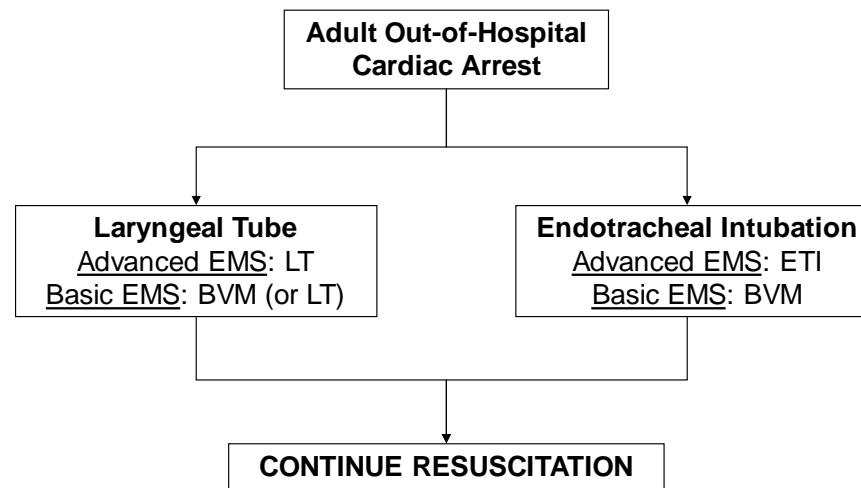 Adult Out-of-Hospital
Cardiac Arrest
Laryngeal Tube
Advanced EMS: LT
Basic EMS: BVM (or LT)
Endotracheal Intubation
Advanced EMS: ETI
Basic EMS: BVM
CONTINUE RESUSCITATION